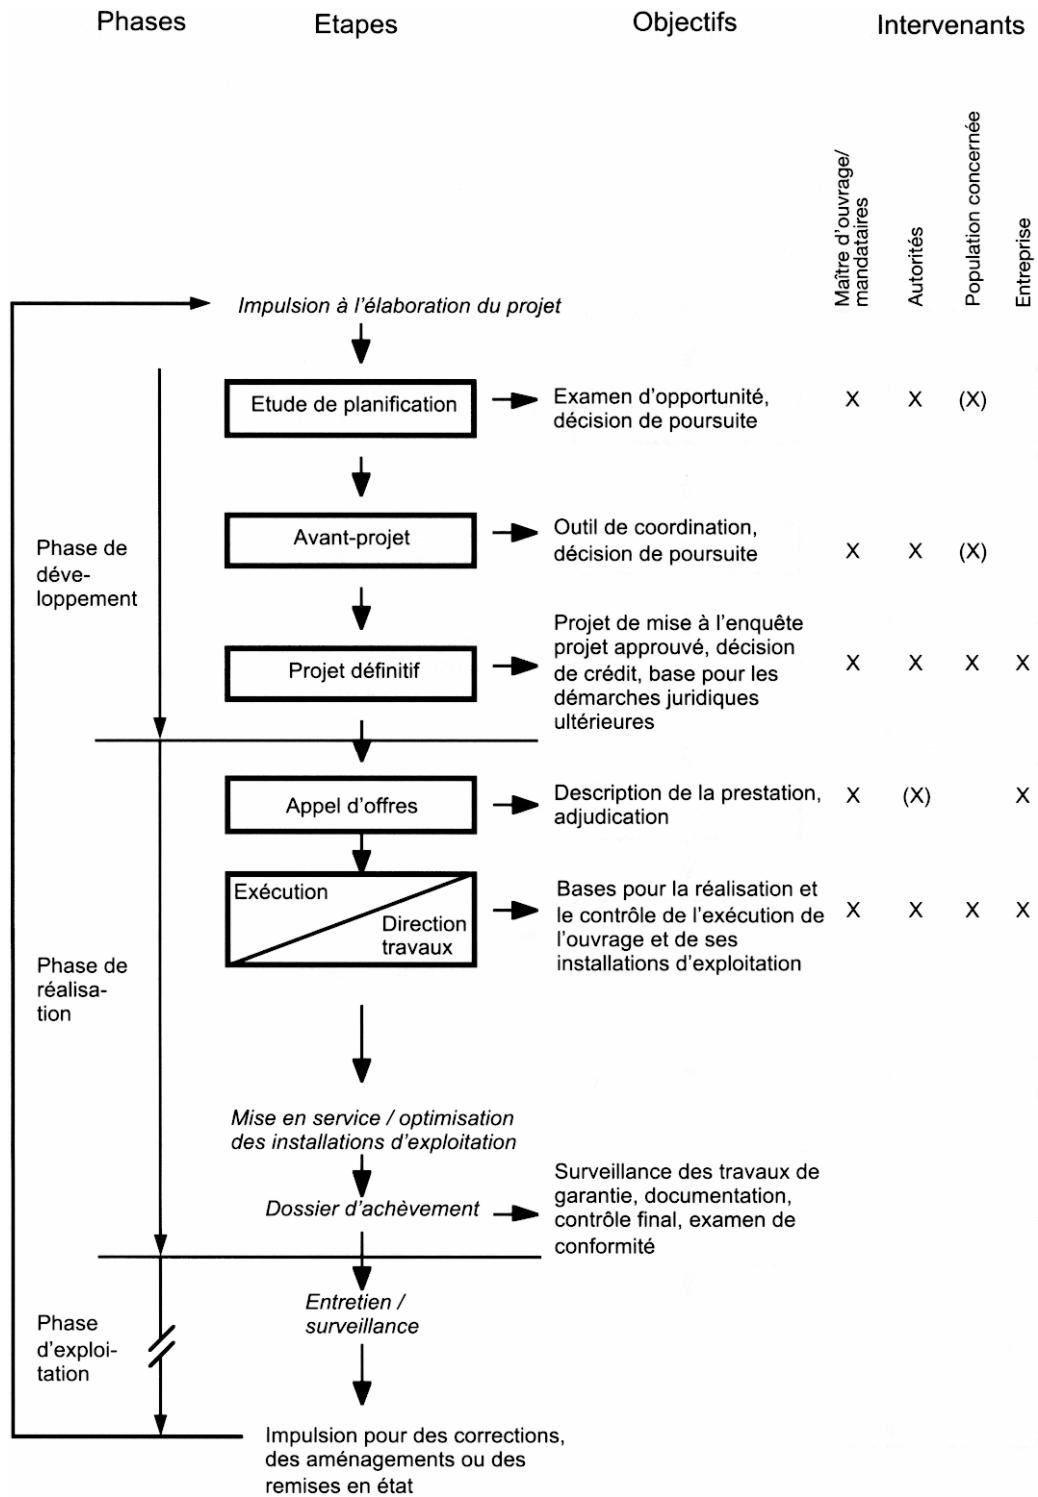 Phases
Etapes
Objectifs
Intervenants
Maître d'ouvrage/
mandataires
Autorités
Population concernée
Entreprise
Impulsion à l'élaboration du projet
Etude de planification
Examen d'opportunité,
décision de poursuite
X X (X)
Phase de
déve-
loppement
Avant-projet
Outil de coordination,
décision de poursuite
X X (X)
Projet définitif
Projet de mise à l'enquête
projet approuvé, décision
de crédit, base pour les
démarches juridiques
ultérieures
X X X X
Appel d'offres
Description de la prestation,
adjudication
X (X) X
Exécution
Direction
travaux
Bases pour la réalisation et
le contrôle de l'exécution de
l'ouvrage et de ses
installations d'exploitation
X X X X
Phase de
réalisa-
tion
Mise en service / optimisation
des installations d'exploitation
Dossier d'achèvement
Surveillance des travaux de
garantie, documentation,
contrôle final, examen de
conformité
Entretien /
surveillance
Phase
d'exploi-
tation
Impulsion pour des corrections,
des aménagements ou des
remises en état